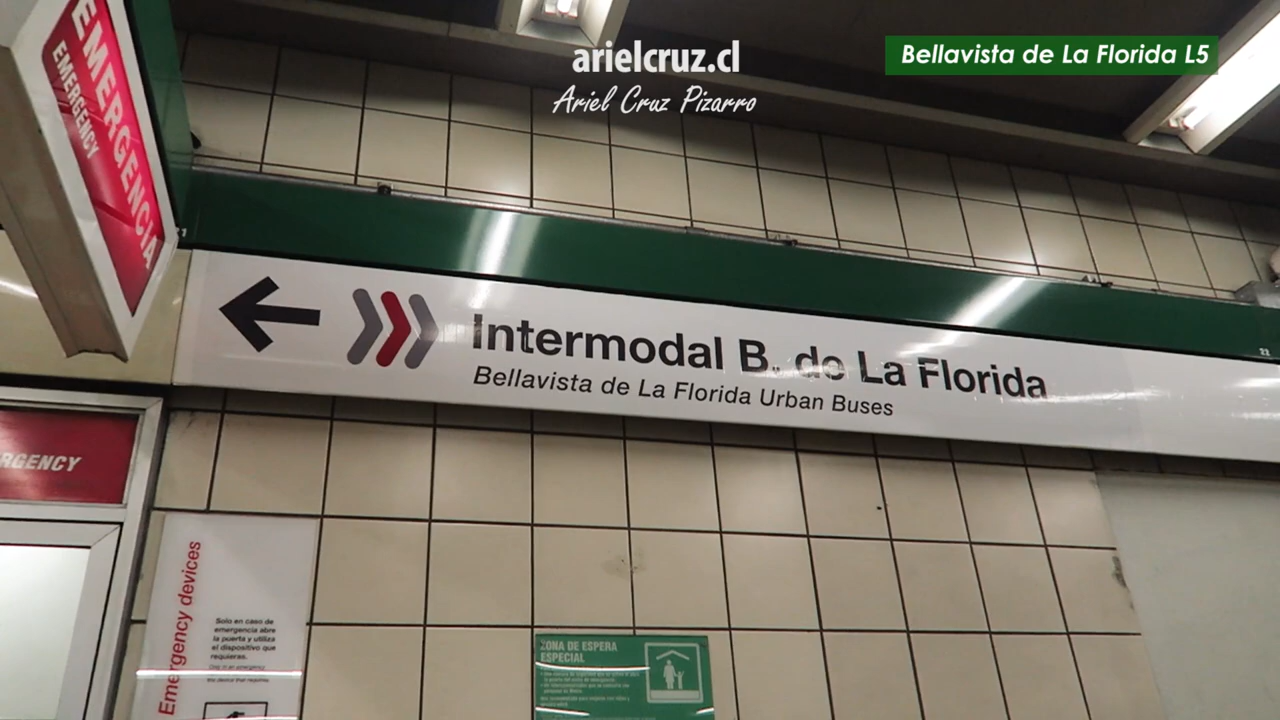 arielcruz.cl
Ariel Cruz Pizarro
Bellavista de La Florida L5
EMERGENCIA
EMERGENCY
Intermodal B. de La Florida
Bellavista de La Florida Urban Buses
RGENCY
Emergency devices
Solo en caso de
emergencia abre
la puerta y utiliza
el dispositivo que
requieras.
ZONA DE ESPERA
ESPECIAL
22